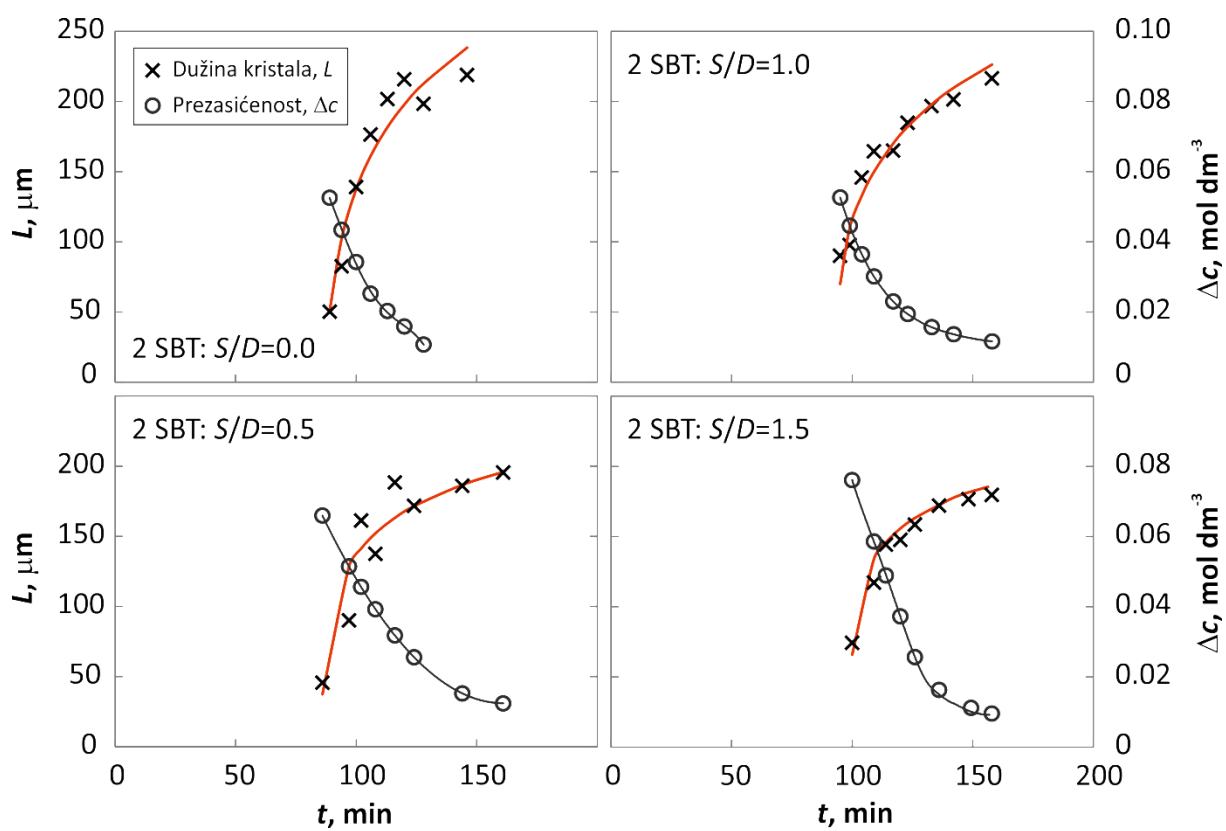 250
200
150
100
50
0
L, μm
× Dužina kristala, L
○ Prezasićenost, Δc
2 SBT: S/D=0.0
2 SBT: S/D=1.0
0.10
0.08
0.06
0.04
0.02
0
Δc, mol dm⁻³
2 SBT: S/D=0.5
200
150
100
50
0
L, μm
0 50 100 150
t, min
2 SBT: S/D=1.5
0.08
0.06
0.04
0.02
0
Δc, mol dm⁻³
0 50 100 150 200
t, min